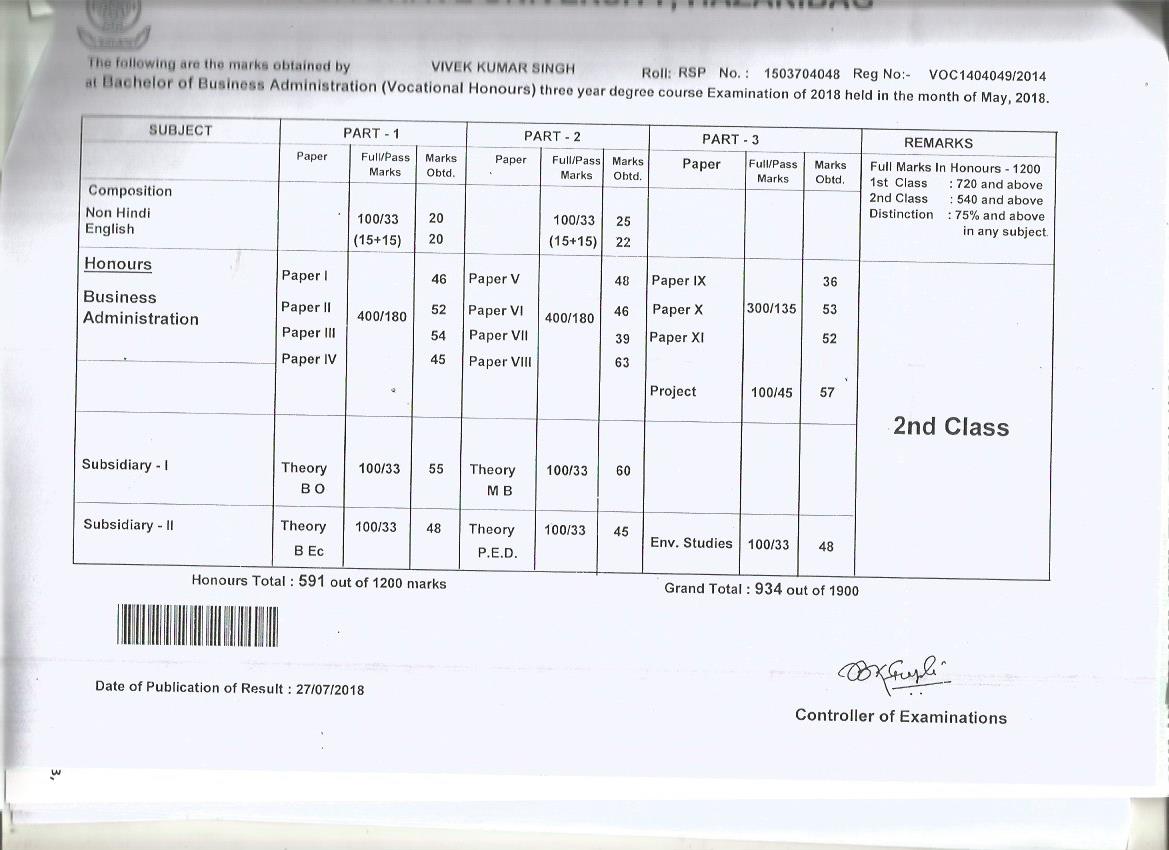 The following are the marks obtained by VIVEK KUMAR SINGH Roll: RSP No. : 1503704048 Reg No:- VOC1404049/2014
at Bachelor of Business Administration (Vocational Honours) three year degree course Examination of 2018 held in the month of May, 2018.
SUBJECT PART - 1 PART - 2 PART - 3 REMARKS
Paper Full/Pass Marks Marks Obtd. Paper Full/Pass Marks Marks Obtd. Paper Full/Pass Marks Marks Obtd.
Full Marks In Honours - 1200
1st Class : 720 and above
2nd Class : 540 and above
Distinction : 75% and above
in any subject.
Composition
Non Hindi 100/33 20 100/33 25
English (15+15) 20 (15+15) 22
Honours
Business
Administration
Paper I 46 Paper V 48 Paper IX 36
Paper II 400/180 52 Paper VI 400/180 46 Paper X 300/135 53
Paper III 54 Paper VII 39 Paper XI 52
Paper IV 45 Paper VIII 63
Project 100/45 57
2nd Class
Subsidiary - I Theory 100/33 55 Theory 100/33 60
B O M B
Subsidiary - II Theory 100/33 48 Theory 100/33 45 Env. Studies 100/33 48
B Ec P.E.D.
Honours Total : 591 out of 1200 marks Grand Total : 934 out of 1900
Date of Publication of Result : 27/07/2018
Controller of Examinations